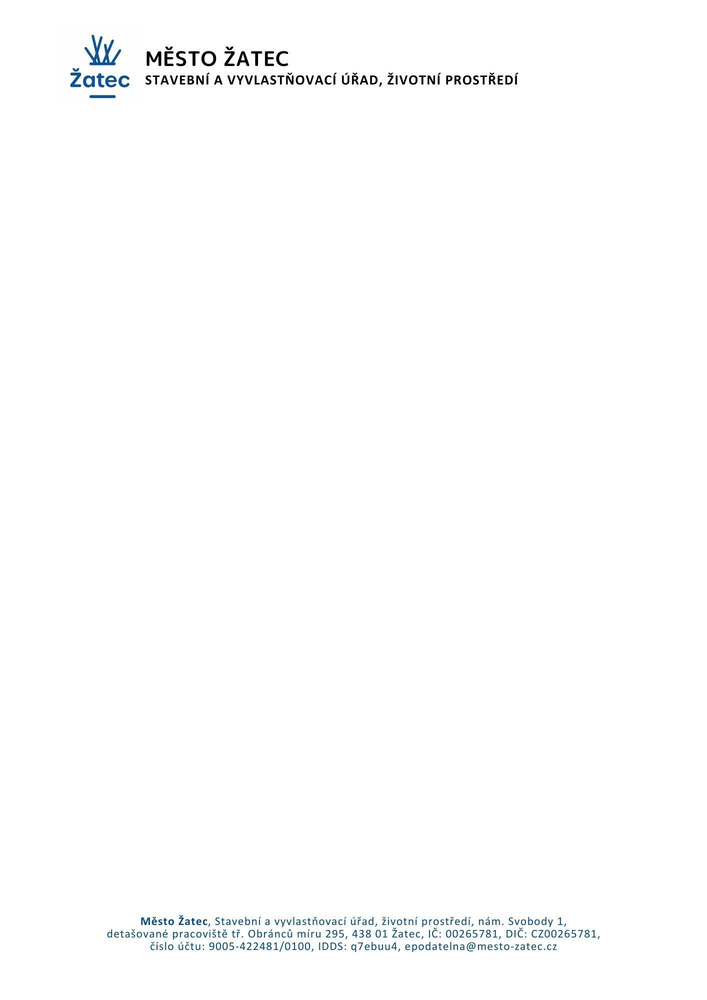 Žatec
MĚSTO ŽATEC
STAVEBNÍ A VYVLASTŇOVACÍ ÚŘAD, ŽIVOTNÍ PROSTŘEDÍ
Město Žatec, Stavební a vyvlastňovací úřad, životní prostředí, nám. Svobody 1,
detašované pracoviště tř. Obránců míru 295, 438 01 Žatec, IČ: 00265781, DIČ: CZ00265781,
číslo účtu: 9005-422481/0100, IDDS: q7ebuu4, epodatelna@mesto-zatec.cz